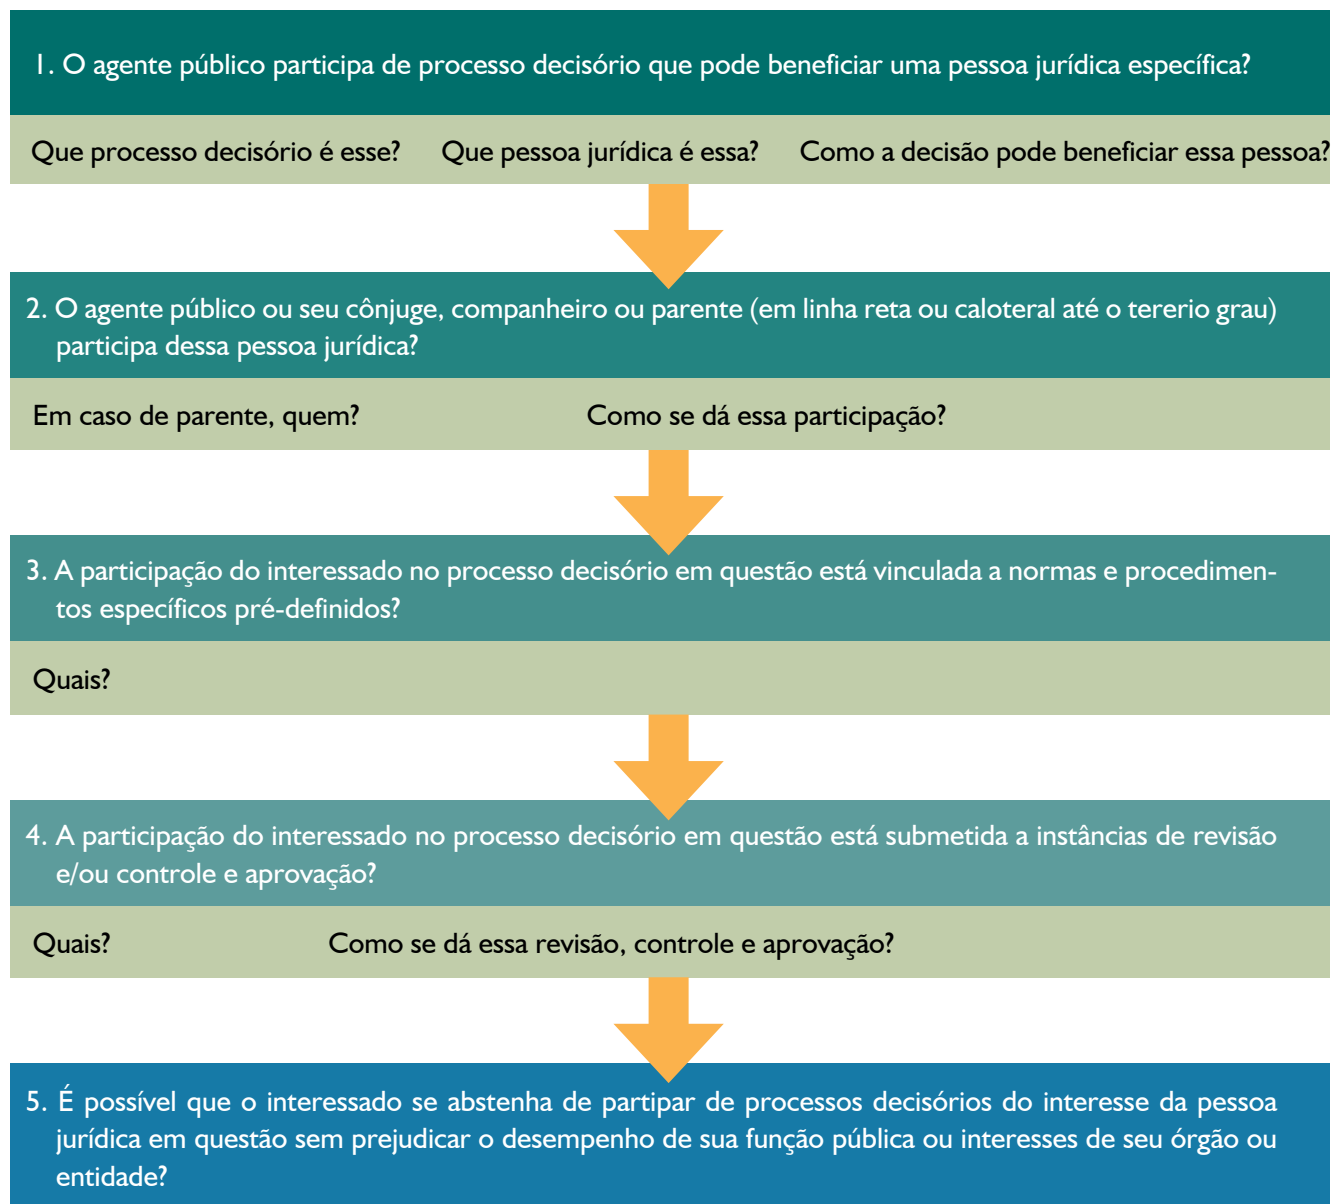 1. O agente público participa de processo decisório que pode beneficiar uma pessoa jurídica específica?
Que processo decisório é esse? Que pessoa jurídica é essa? Como a decisão pode beneficiar essa pessoa?
2. O agente público ou seu cônjuge, companheiro ou parente (em linha reta ou caloteral até o tererio grau)
participa dessa pessoa jurídica?
Em caso de parente, quem? Como se dá essa participação?
3. A participação do interessado no processo decisório em questão está vinculada a normas e procedimen-
tos específicos pré-definidos?
Quais?
4. A participação do interessado no processo decisório em questão está submetida a instâncias de revisão
e/ou controle e aprovação?
Quais? Como se dá essa revisão, controle e aprovação?
5. É possível que o interessado se abstenha de partipar de processos decisórios do interesse da pessoa
jurídica em questão sem prejudicar o desempenho de sua função pública ou interesses de seu órgão ou
entidade?